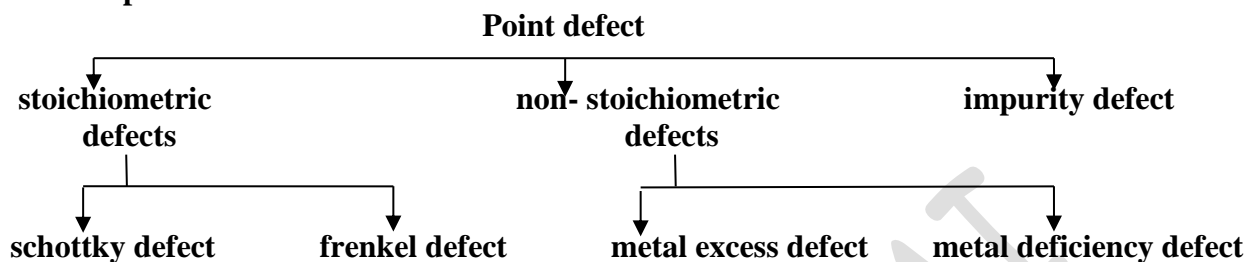 Point defect
stoichiometric non- stoichiometric impurity defect
defects defects
schottky defect frenkel defect metal excess defect metal deficiency defect